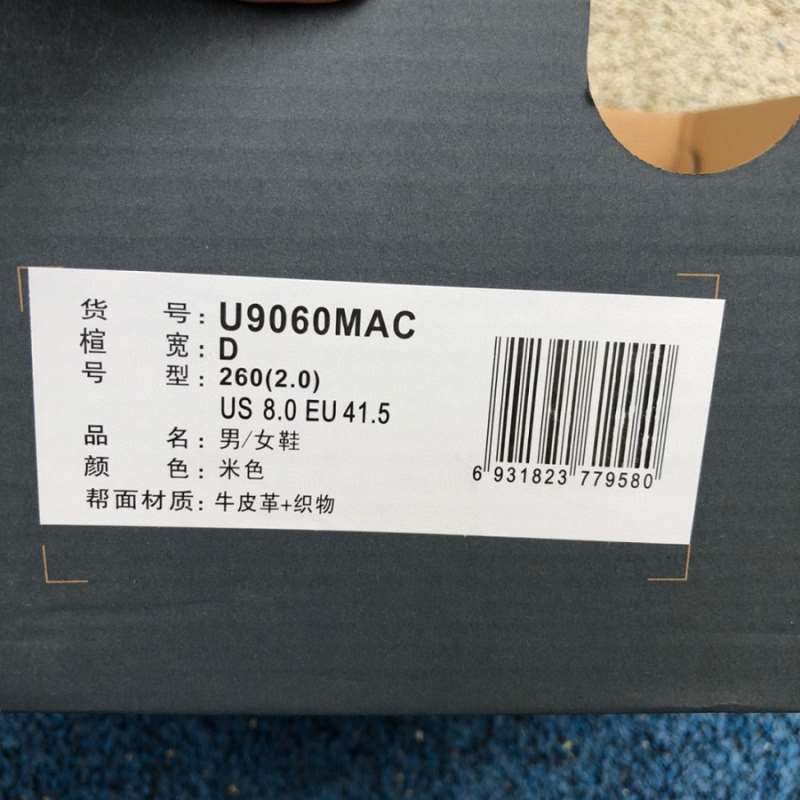 货号：U9060MAC
楦宽：D
号型：260(2.0)
US 8.0 EU 41.5
品名：男/女鞋
颜色：米色
帮面材质：牛皮革+织物
6 931823 779580